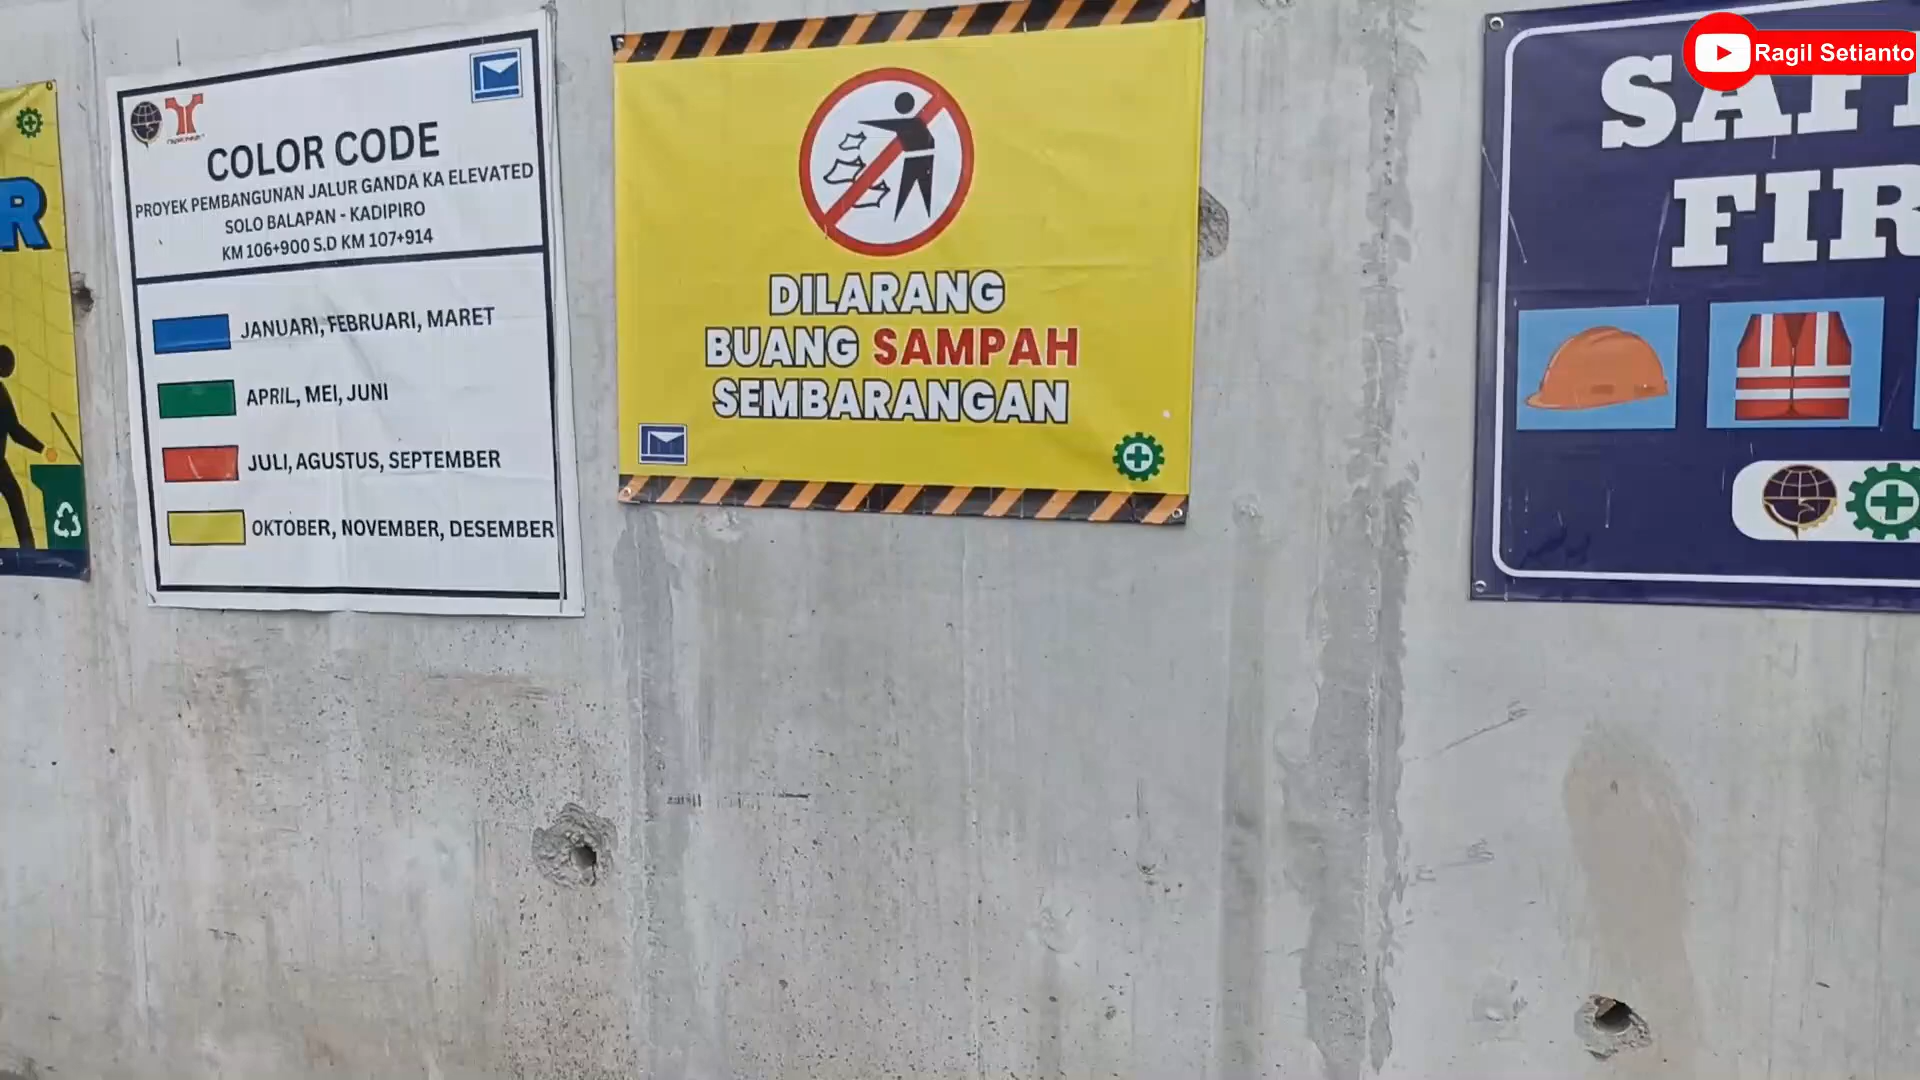 R
COLOR CODE
PROYEK PEMBANGUNAN JALUR GANDA KA ELEVATED
SOLO BALAPAN - KADIPIRO
KM 106+900 S.D KM 107+914
JANUARI, FEBRUARI, MARET
APRIL, MEI, JUNI
JULI, AGUSTUS, SEPTEMBER
OKTOBER, NOVEMBER, DESEMBER
DILARANG
BUANG SAMPAH
SEMBARANGAN
SAF
FIR
Ragil Setianto